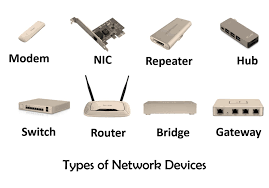 Modem NIC Repeater Hub
Switch Router Bridge Gateway
Types of Network Devices